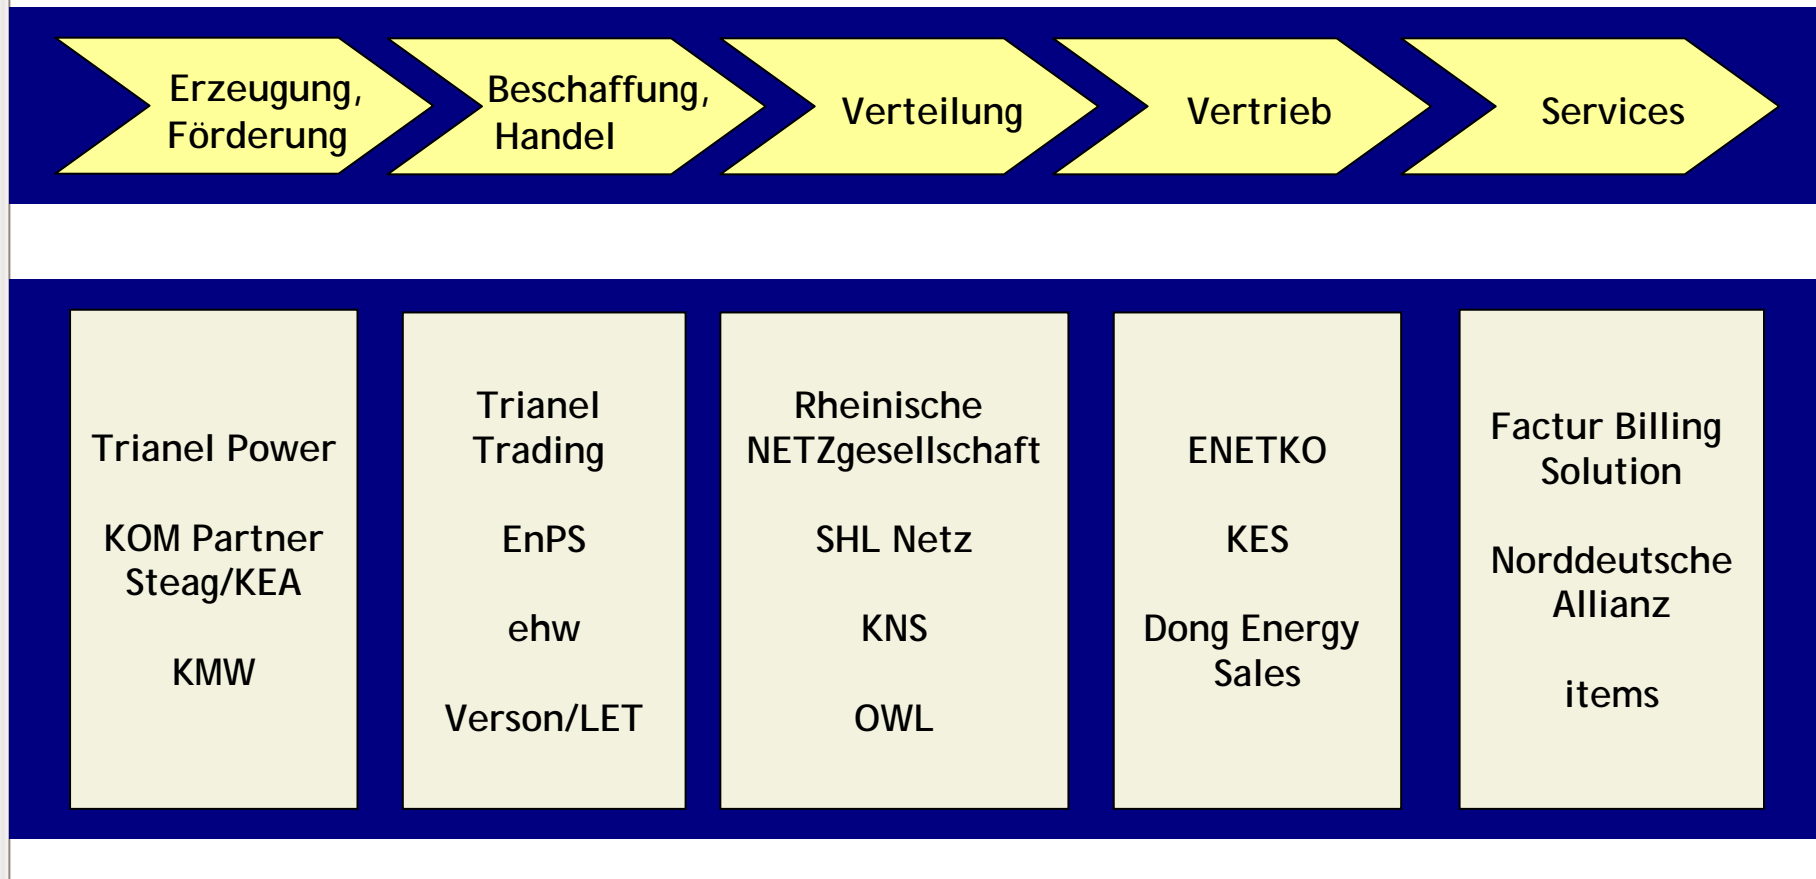 Erzeugung,
Förderung
Beschaffung,
Handel
Verteilung
Vertrieb
Services
Trianel Power
KOM Partner
Steag/KEA
KMW
Trianel
Trading
EnPS
ehw
Verson/LET
Rheinische
NETZgesellschaft
SHL Netz
KNS
OWL
ENETKO
KES
Dong Energy
Sales
Factur Billing
Solution
Norddeutsche
Allianz
items